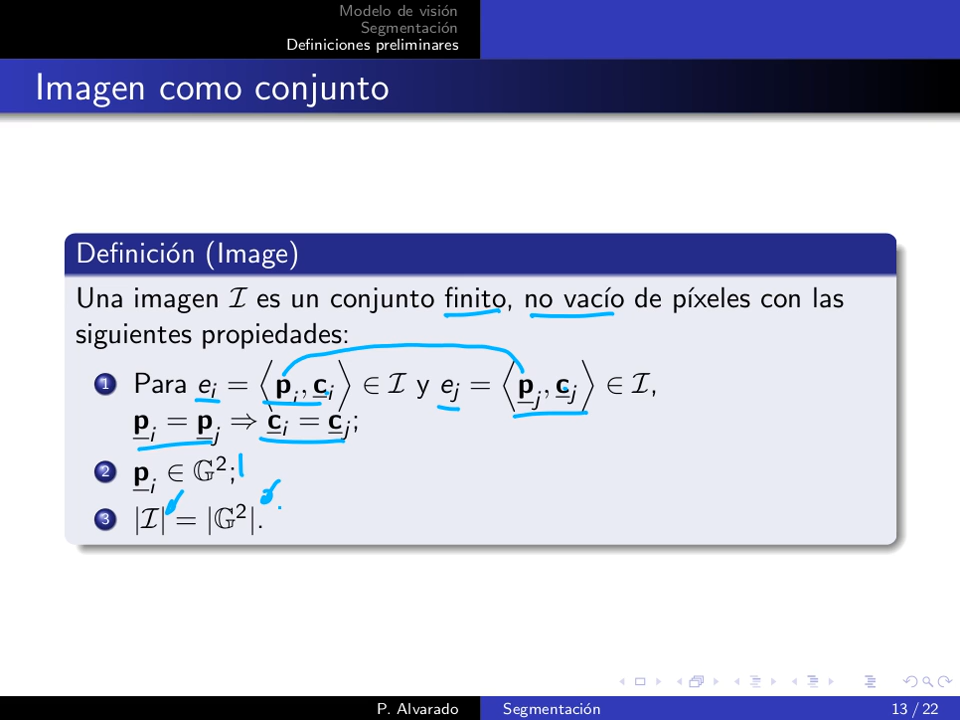 Modelo de visión
Segmentación
Definiciones preliminares
Imagen como conjunto
Definición (Image)
Una imagen ℐ es un conjunto finito, no vacío de píxeles con las
siguientes propiedades:
1 Para e_i = ⟨p_i, c_i⟩ ∈ ℐ y e_j = ⟨p_j, c_j⟩ ∈ ℐ,
p_i = p_j ⇒ c_i = c_j;
2 p_i ∈ 𝔾²;
3 |ℐ| = |𝔾²|.
P. Alvarado Segmentación 13 / 22